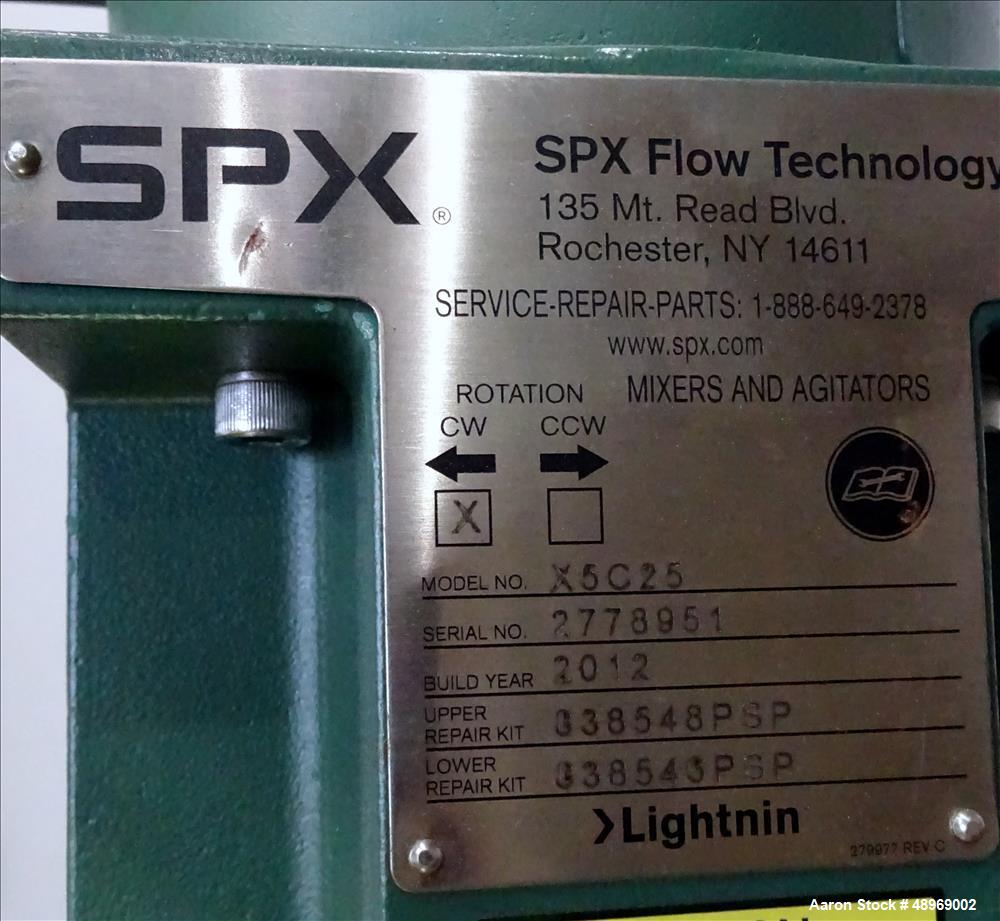 SPX®
SPX Flow Technology
135 Mt. Read Blvd.
Rochester, NY 14611
SERVICE-REPAIR-PARTS: 1-888-649-2378
www.spx.com
ROTATION MIXERS AND AGITATORS
CW CCW
X
MODEL NO. X5C25
SERIAL NO. 2778951
BUILD YEAR 2012
UPPER
REPAIR KIT
LOWER
REPAIR KIT
Lightnin
279977 REV C
Aaron Stock # 48969002